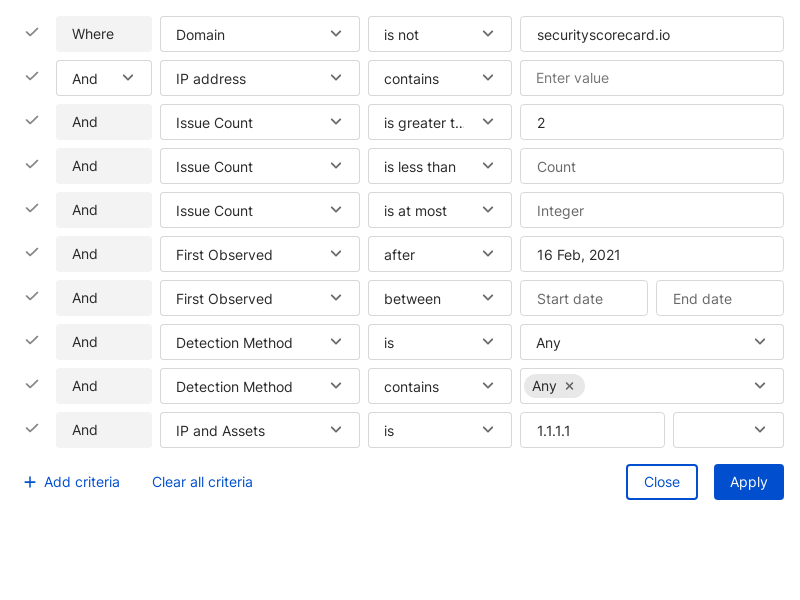 Where Domain is not securityscorecard.io
And IP address contains Enter value
And Issue Count is greater t... 2
And Issue Count is less than Count
And Issue Count is at most Integer
And First Observed after 16 Feb, 2021
And First Observed between Start date End date
And Detection Method is Any
And Detection Method contains Any
And IP and Assets is 1.1.1.1
Add criteria Clear all criteria Close Apply